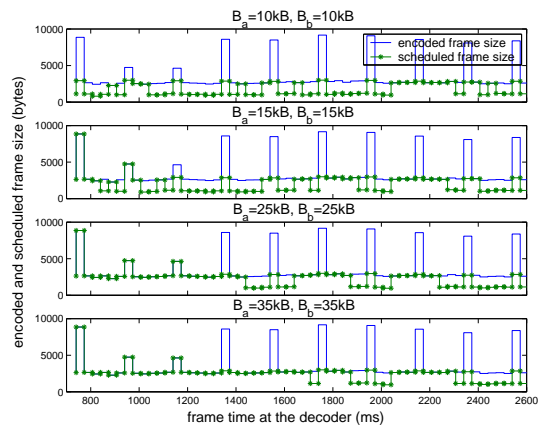 B_a=10kB, B_b=10kB
10000
5000
0
encoded frame size
scheduled frame size
B_a=15kB, B_b=15kB
10000
5000
0
B_a=25kB, B_b=25kB
10000
5000
0
B_a=35kB, B_b=35kB
10000
5000
0
800 1000 1200 1400 1600 1800 2000 2200 2400 2600
frame time at the decoder (ms)
encoded and scheduled frame size (bytes)